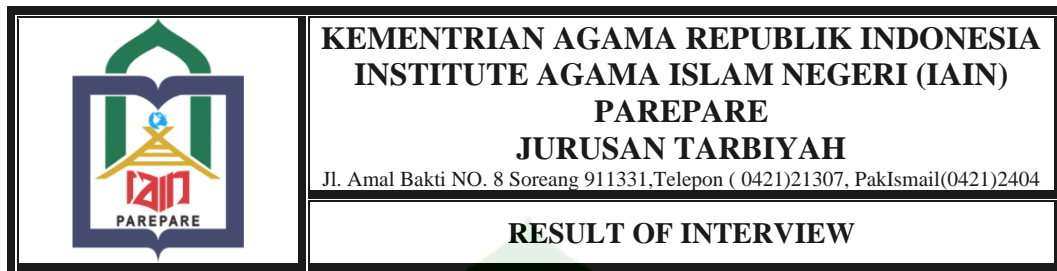 KEMENTRIAN AGAMA REPUBLIK INDONESIA
INSTITUTE AGAMA ISLAM NEGERI (IAIN)
PAREPARE
JURUSAN TARBIYAH
Jl. Amal Bakti NO. 8 Soreang 911331,Telepon ( 0421)21307, PakIsmail(0421)2404
RESULT OF INTERVIEW
IAIN
PAREPARE